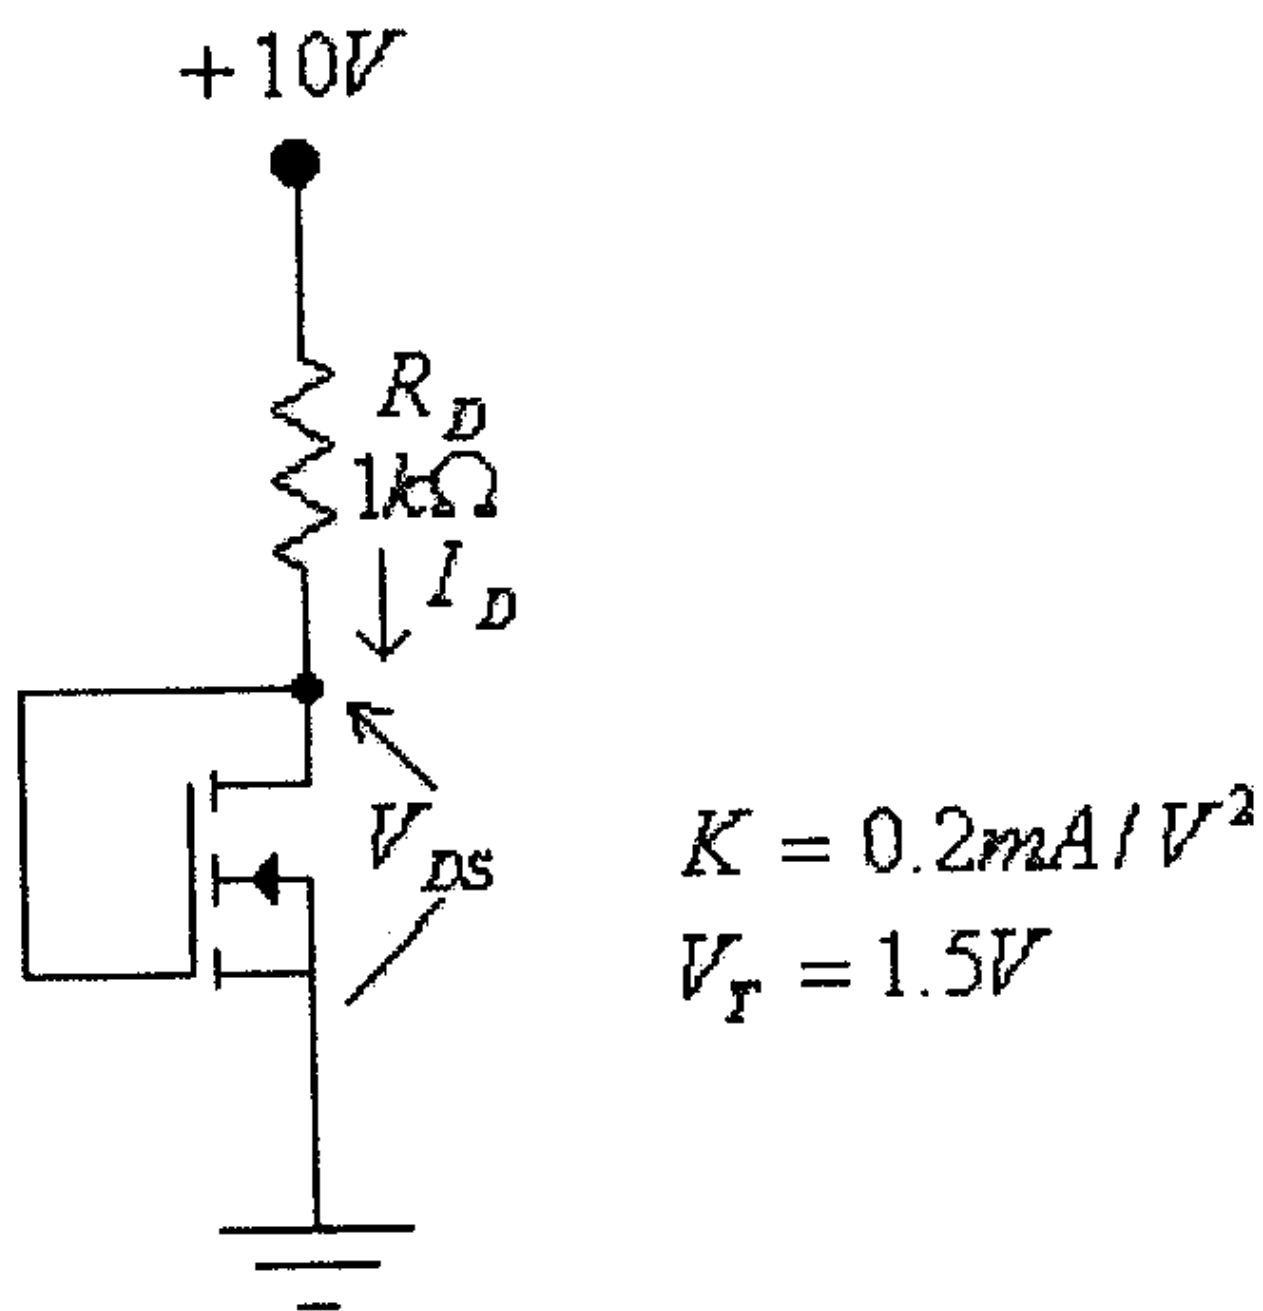 +10V
R_D
1kΩ
I_D
V_DS
K = 0.2mA/V²
V_T = 1.5V